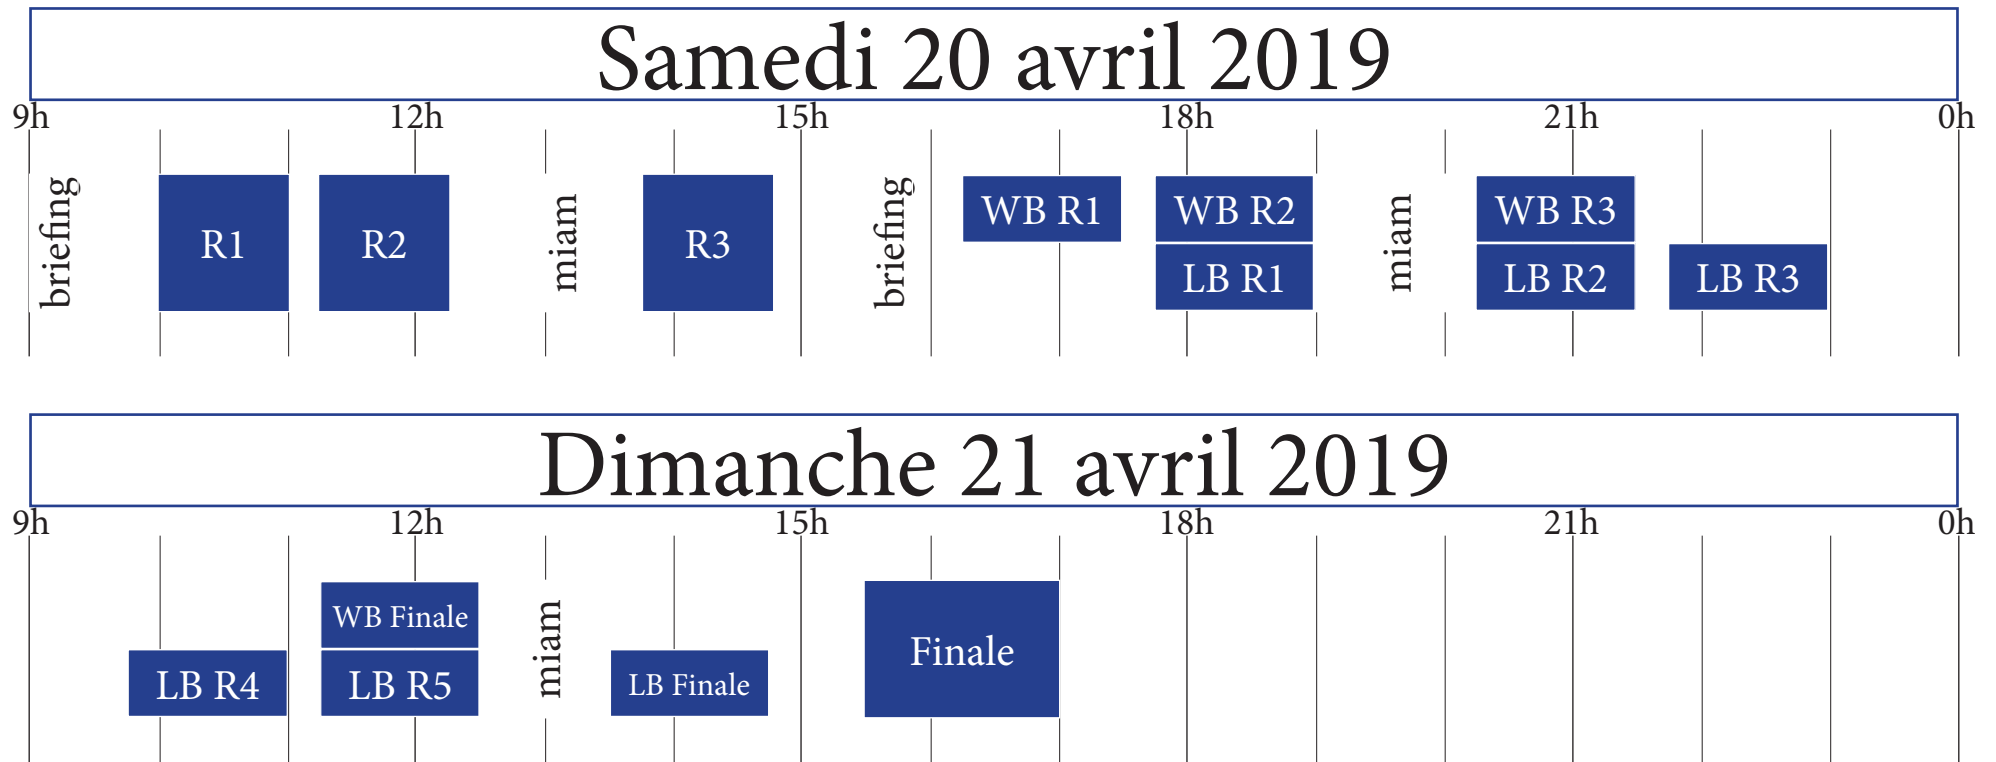 Samedi 20 avril 2019
9h 12h 15h 18h 21h 0h
briefing R1 R2 miam R3 briefing WB R1 WB R2 miam WB R3
LB R1 LB R2 LB R3
Dimanche 21 avril 2019
9h 12h 15h 18h 21h 0h
WB Finale miam Finale
LB R4 LB R5 LB Finale